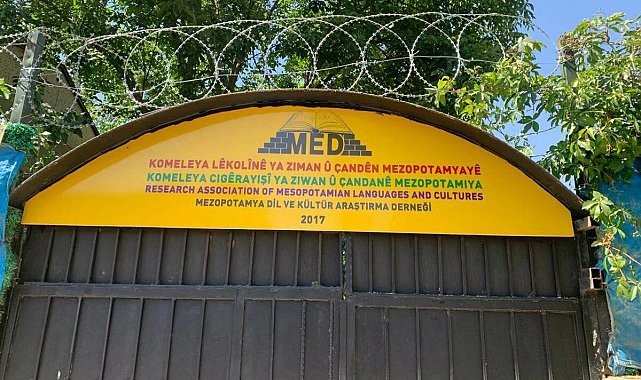 MED
KOMELEYA LÊKOLÎNÊ YA ZIMAN Û ÇANDÊN MEZOPOTAMYAYÊ
KOMELEYA CIGÊRAYIŞÎ YA ZIWAN Û ÇANDANÊ MEZOPOTAMIYA
RESEARCH ASSOCIATION OF MESOPOTAMIAN LANGUAGES AND CULTURES
MEZOPOTAMYA DİL VE KÜLTÜR ARAŞTIRMA DERNEĞİ
2017